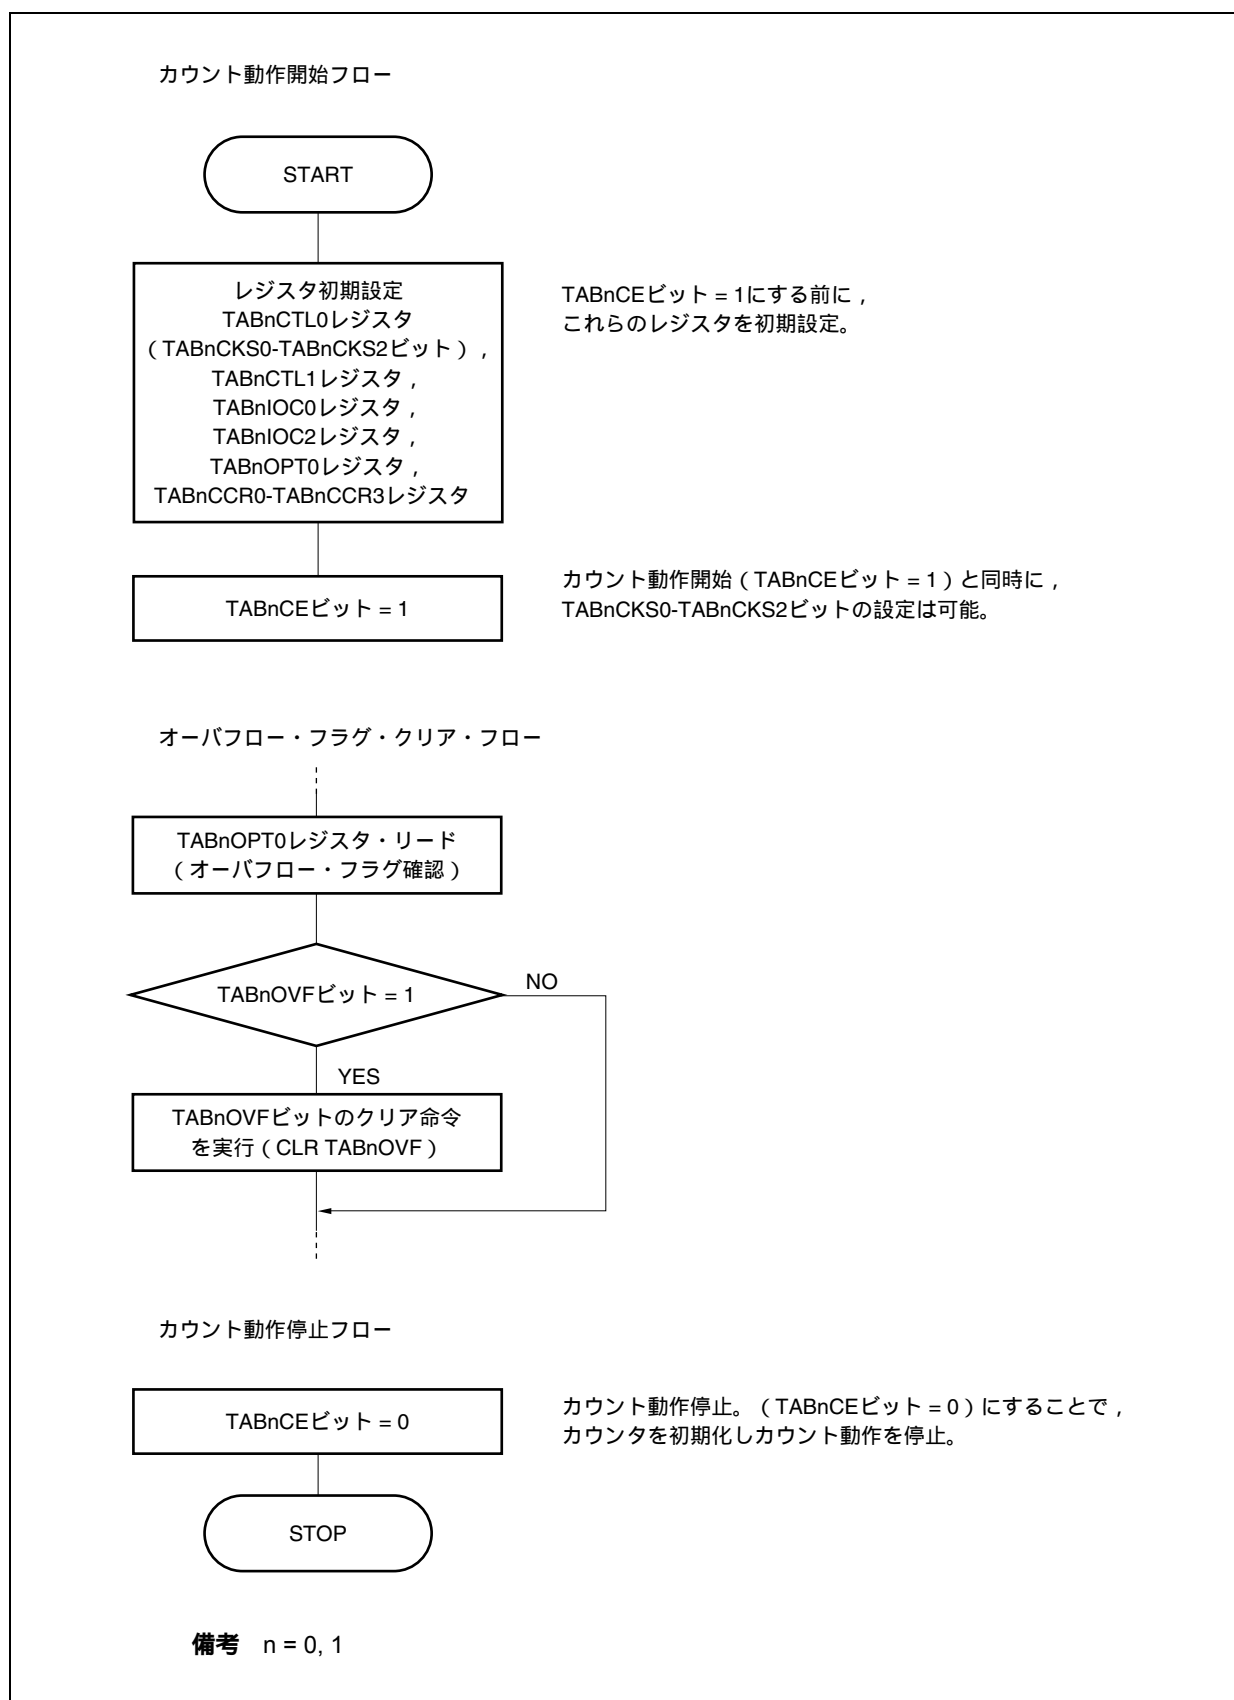 カウント動作開始フロー
START
レジスタ初期設定
TABnCTL0レジスタ
（TABnCKS0-TABnCKS2ビット），
TABnCTL1レジスタ，
TABnIOC0レジスタ，
TABnIOC2レジスタ，
TABnOPT0レジスタ，
TABnCCR0-TABnCCR3レジスタ
TABnCEビット = 1にする前に，
これらのレジスタを初期設定。
TABnCEビット = 1
カウント動作開始（TABnCEビット = 1）と同時に，
TABnCKS0-TABnCKS2ビットの設定は可能。
オーバフロー・フラグ・クリア・フロー
TABnOPT0レジスタ・リード
（オーバフロー・フラグ確認）
TABnOVFビット = 1
NO
YES
TABnOVFビットのクリア命令
を実行（CLR TABnOVF）
カウント動作停止フロー
TABnCEビット = 0
カウント動作停止。（TABnCEビット = 0）にすることで，
カウンタを初期化しカウント動作を停止。
STOP
備考 n = 0, 1